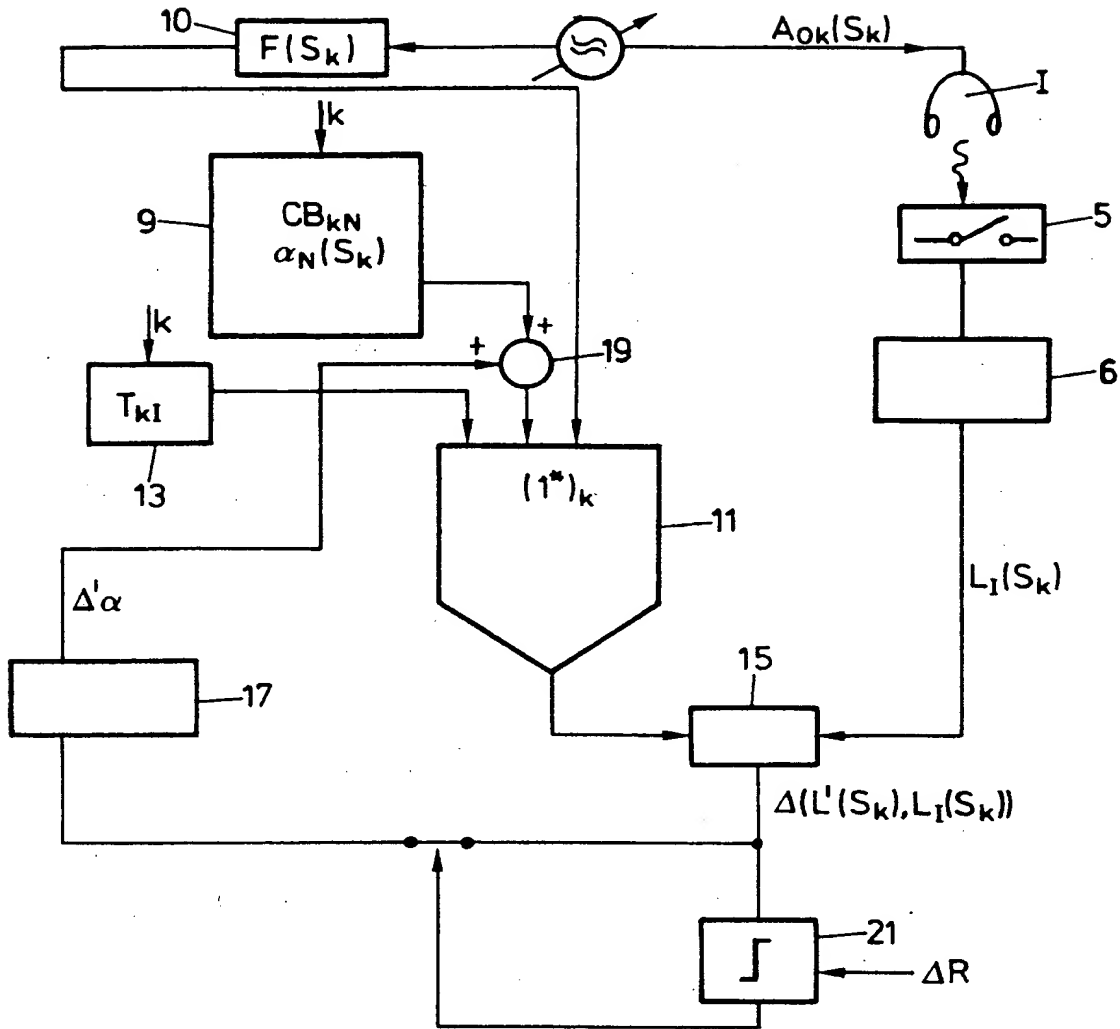 10
F(Sₖ)
A₀ₖ(Sₖ)
I
k
5
9
CBₖN
αN(Sₖ)
+
+
19
k
6
TₖI
13
(1*)ₖ
11
LI(Sₖ)
Δ'α
15
17
Δ(L'(Sₖ),LI(Sₖ))
21
ΔR